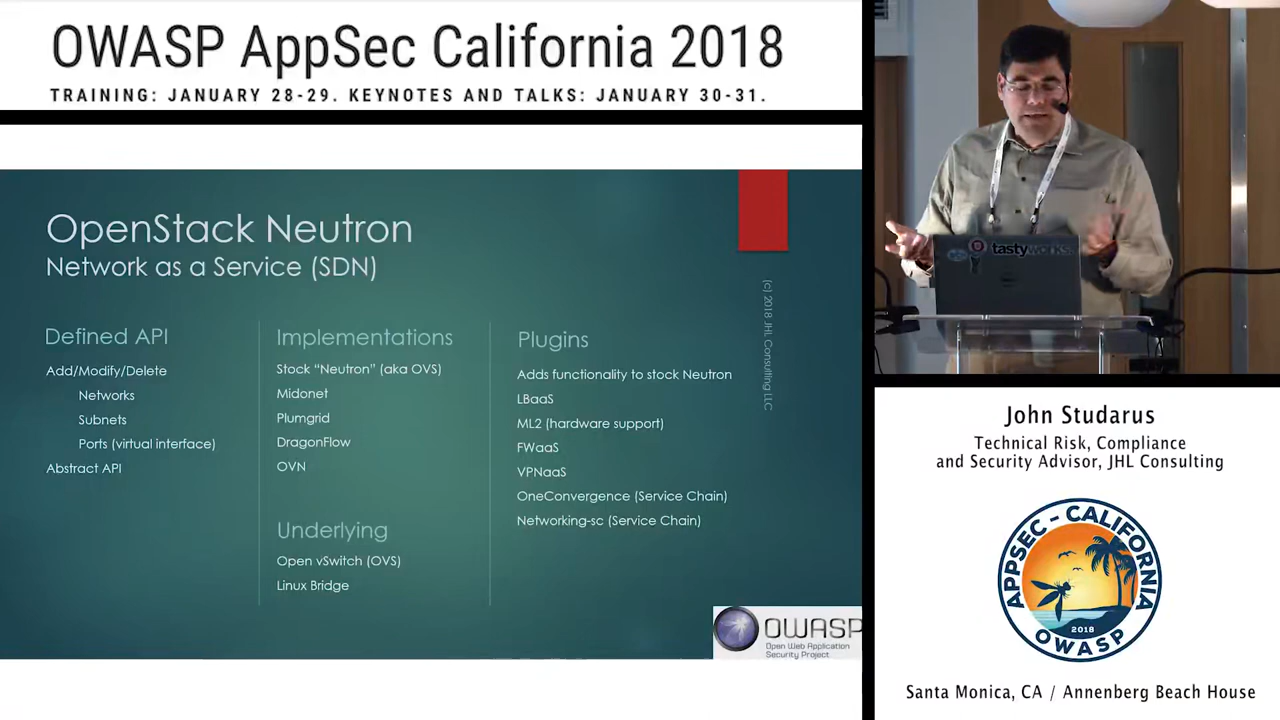 OWASP AppSec California 2018
TRAINING: JANUARY 28-29. KEYNOTES AND TALKS: JANUARY 30-31.
OpenStack Neutron
Network as a Service (SDN)
Defined API
Add/Modify/Delete
Networks
Subnets
Ports (virtual interface)
Abstract API
Implementations
Stock “Neutron” (aka OVS)
Midonet
Plumgrid
DragonFlow
OVN
Underlying
Open vSwitch (OVS)
Linux Bridge
Plugins
Adds functionality to stock Neutron
LBaaS
ML2 (hardware support)
FWaaS
VPNaaS
OneConvergence (Service Chain)
Networking-sc (Service Chain)
(c) 2018 JHL Consulting LLC
OWASP
Open Web Application
Security Project
tastyworks
John Studarus
Technical Risk, Compliance
and Security Advisor, JHL Consulting
APPSEC - CALIFORNIA
2018
OWASP
Santa Monica, CA / Annenberg Beach House